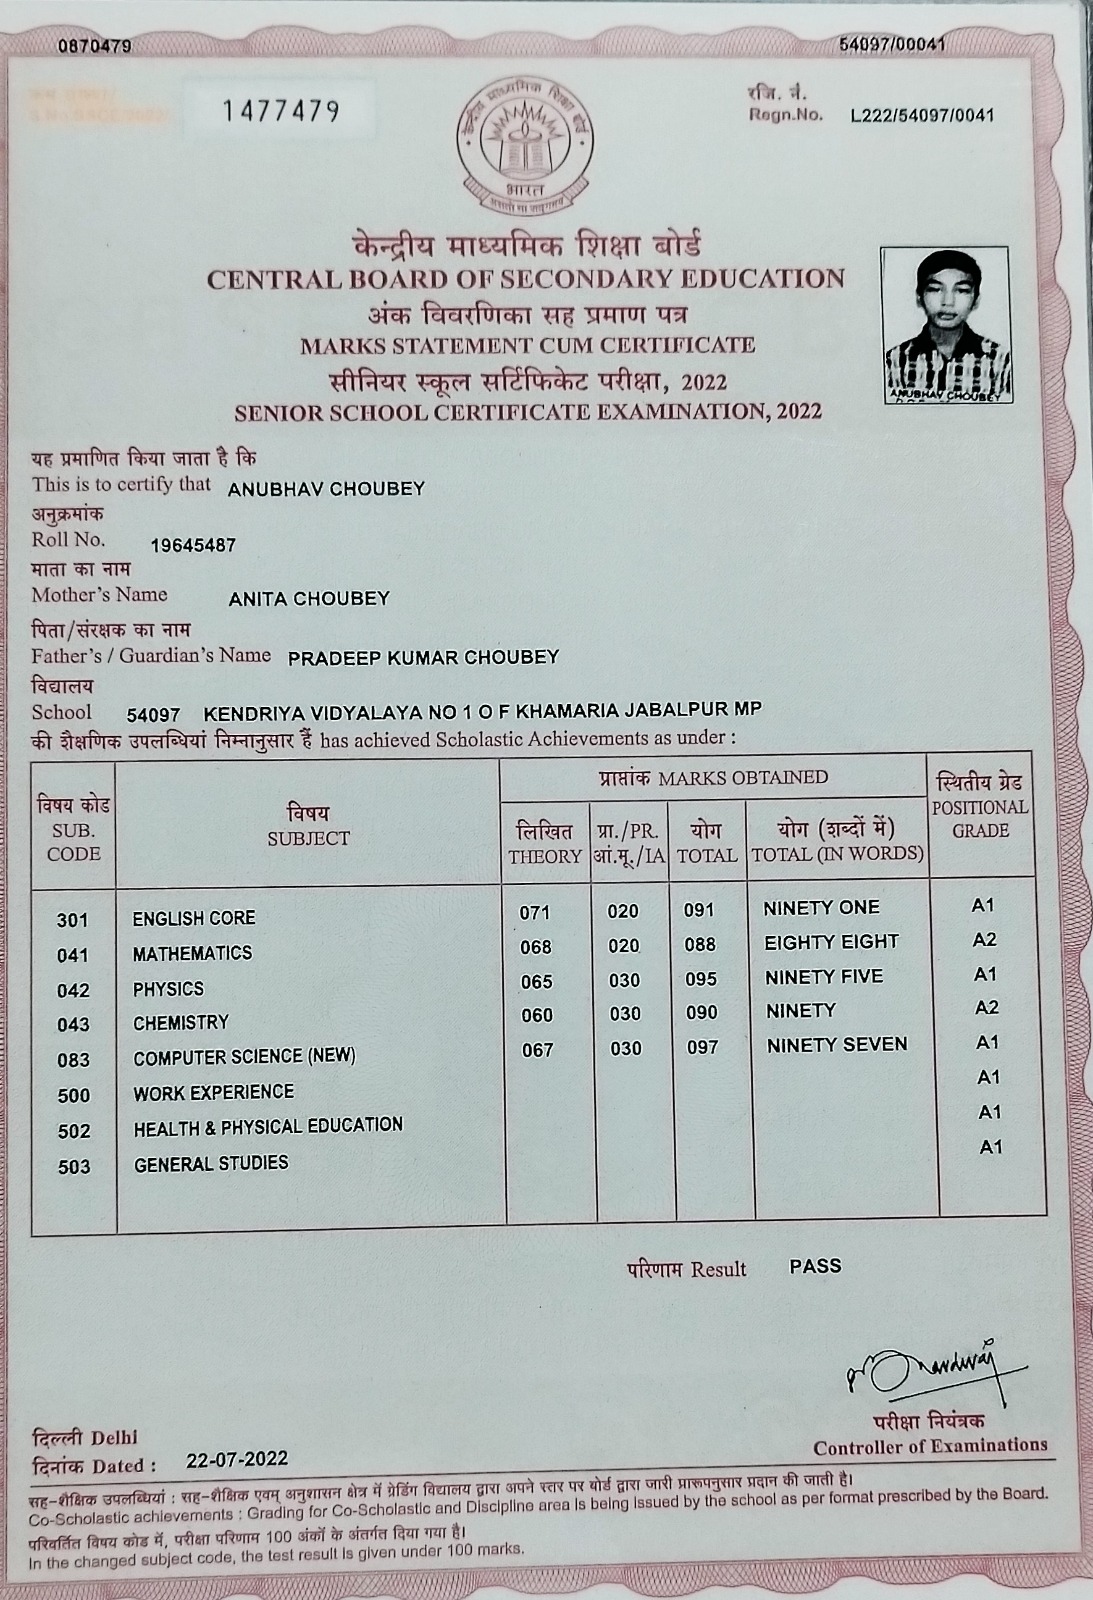 0870479 54097/00041
1477479
रजि. नं.
Regn.No. L222/54097/0041
केन्द्रीय माध्यमिक शिक्षा बोर्ड
भारत
असतो मा सद्गमय
केन्द्रीय माध्यमिक शिक्षा बोर्ड
CENTRAL BOARD OF SECONDARY EDUCATION
अंक विवरणिका सह प्रमाण पत्र
MARKS STATEMENT CUM CERTIFICATE
सीनियर स्कूल सर्टिफिकेट परीक्षा, 2022
SENIOR SCHOOL CERTIFICATE EXAMINATION, 2022
ANUBHAV CHOUBEY
यह प्रमाणित किया जाता है कि
This is to certify that ANUBHAV CHOUBEY
अनुक्रमांक
Roll No. 19645487
माता का नाम
Mother's Name ANITA CHOUBEY
पिता/संरक्षक का नाम
Father's / Guardian's Name PRADEEP KUMAR CHOUBEY
विद्यालय
School 54097 KENDRIYA VIDYALAYA NO 1 O F KHAMARIA JABALPUR MP
की शैक्षणिक उपलब्धियां निम्नानुसार हैं has achieved Scholastic Achievements as under :
विषय कोड
SUB.
CODE
विषय
SUBJECT
प्राप्तांक MARKS OBTAINED
लिखित
THEORY
प्रा./PR.
आं.मू./IA
योग
TOTAL
योग (शब्दों में)
TOTAL (IN WORDS)
स्थितीय ग्रेड
POSITIONAL
GRADE
301 ENGLISH CORE 071 020 091 NINETY ONE A1
041 MATHEMATICS 068 020 088 EIGHTY EIGHT A2
042 PHYSICS 065 030 095 NINETY FIVE A1
043 CHEMISTRY 060 030 090 NINETY A2
083 COMPUTER SCIENCE (NEW) 067 030 097 NINETY SEVEN A1
500 WORK EXPERIENCE A1
502 HEALTH & PHYSICAL EDUCATION A1
503 GENERAL STUDIES A1
परिणाम Result PASS
परीक्षा नियंत्रक
Controller of Examinations
दिल्ली Delhi
दिनांक Dated : 22-07-2022
सह-शैक्षिक उपलब्धियां : सह-शैक्षिक एवम् अनुशासन क्षेत्र में ग्रेडिंग विद्यालय द्वारा अपने स्तर पर बोर्ड द्वारा जारी प्रारूपनुसार प्रदान की जाती है।
Co-Scholastic achievements : Grading for Co-Scholastic and Discipline area is being issued by the school as per format prescribed by the Board.
परिवर्तित विषय कोड में, परीक्षा परिणाम 100 अंकों के अंतर्गत दिया गया है।
In the changed subject code, the test result is given under 100 marks.